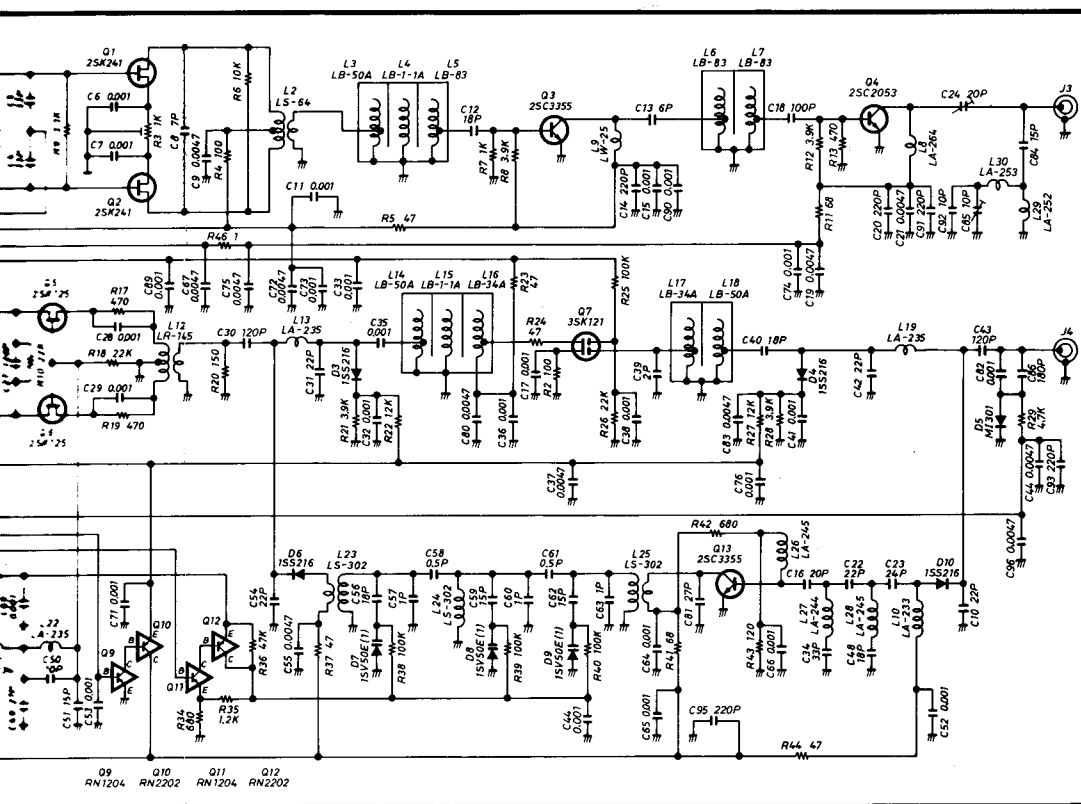 Q1
2SK241
C6 0.001
R3 1K
C7 0.001
Q2
2SK241
C8 7P
C9 0.0047
R4 100
R6 10K
L2
LS-64
C11 0.001
R5 47
L3
LB-50A
L4
LB-1-1A
L5
LB-83
C12
18P
R7 1K
R8 3.9K
Q3
2SC3355
L9
LW-25
C13 6P
C14 220P
C15 0.001
C90 0.001
L6
LB-83
L7
LB-83
C18 100P
R12 3.9K
R13 470
Q4
2SC2053
C24 20P
J3
L8
LA-264
C84 15P
L30
LA-253
L29
LA-252
R11 68
C20 220P
C21 0.0047
C91 220P
C92 10P
C85 10P
C74 0.001
C19 0.0047
R46 1
C89
0.001
C67
0.0047
C75
0.0047
C72
0.0047
C73
0.001
C33
0.001
R17
470
C28 0.001
R18 22K
C29 0.001
R19 470
L12
LR-145
C30 120P
R20 150
L13
LA-235
C31 22P
D3
1SS216
C35
0.001
R21 3.9K
C32 0.001
R22 12K
L14
LB-50A
L15
LB-1-1A
L16
LB-34A
R23
47
C80 0.0047
C36 0.001
R24
47
Q7
3SK121
C17 0.001
R2 100
R25 100K
R26 22K
C38 0.001
C39
2P
L17
LB-34A
L18
LB-50A
C40 18P
D4
1SS216
C83 0.0047
R27 12K
R28 3.9K
C41 0.001
C42 22P
L19
LA-235
C43
120P
J4
C82
0.001
C86
180P
D5
M1301
R29
4.7K
C44 0.0047
C93 220P
C37
0.0047
C76
0.001
C96 0.0047
L22
LA-235
C51 15P
C53 0.001
C71 0.001
Q10
Q9
Q12
Q11
B
E
C
R34
680
R35
1.2K
R36 47K
C54
22P
D6
1SS216
L23
LS-302
C55 0.0047
R37 47
C56
18P
C57
1P
D7
1SV50E(1)
R38 100K
C58
0.5P
L24
LS-302
C59
15P
C60
1P
D8
1SV50E(1)
R39 100K
C61
0.5P
C62
15P
C63 1P
D9
1SV50E(1)
R40 100K
C44
0.001
L25
LS-302
C64 0.001
R41 68
C65 0.001
C81 27P
R42 680
Q13
2SC3355
L26
LA-245
R43 120
C66 0.001
C16 20P
L27
LA-244
C34
33P
C22
22P
L28
LA-245
C48
18P
C23
24P
L10
LA-233
D10
1SS216
C10 22P
C95 220P
R44 47
C52 0.001
Q9
RN1204
Q10
RN2202
Q11
RN1204
Q12
RN2202